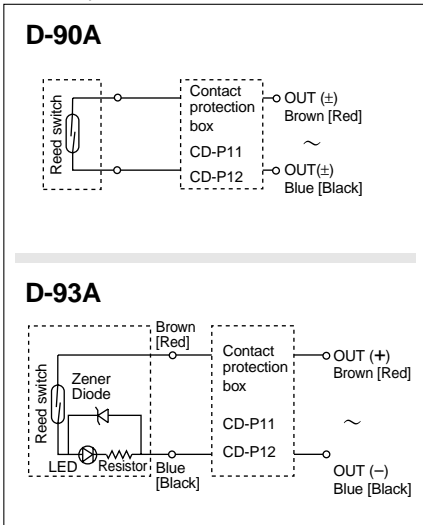 D-90A
Reed switch
Contact
protection
box
CD-P11
CD-P12
OUT (±)
Brown [Red]
~
OUT(±)
Blue [Black]
D-93A
Reed switch
Zener
Diode
LED
Resistor
Brown
[Red]
Blue
[Black]
Contact
protection
box
CD-P11
CD-P12
OUT (+)
Brown [Red]
~
OUT (−)
Blue [Black]